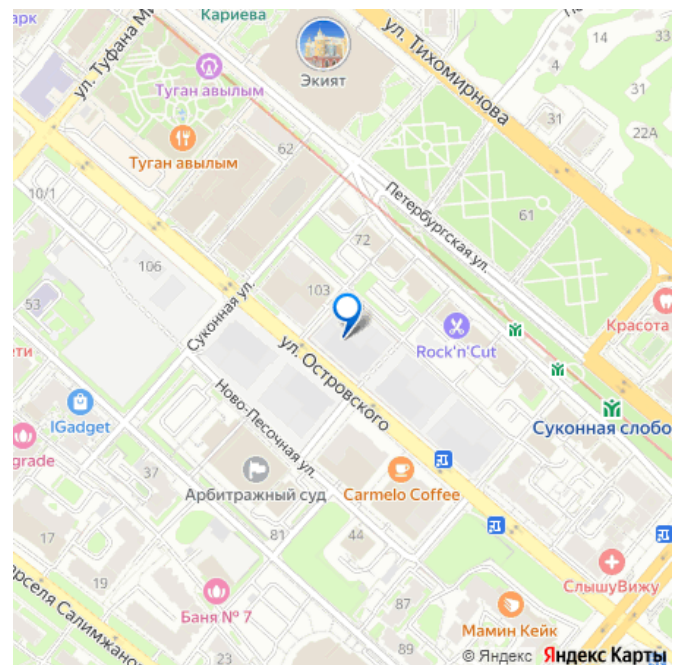 Кариева
ул. Тихомирнова
14
33
ул. Туфана М
Экият
4
Туган авылым
31
31
22А
Туган авылым
62
10/1
Петербургская ул.
61
72
106
103
53
Суконная ул.
Красота
Rock'n'Cut
ул. Островского
IGadget
Суконная слобо
grade
Ново-Песочная ул.
37
Арбитражный суд
Carmelo Coffee
81
44
17
19
СлышуВижу
Баня № 7
87
рселя Салимжано
Мамин Кейк
23
89
© Яндекс Яндекс Карты